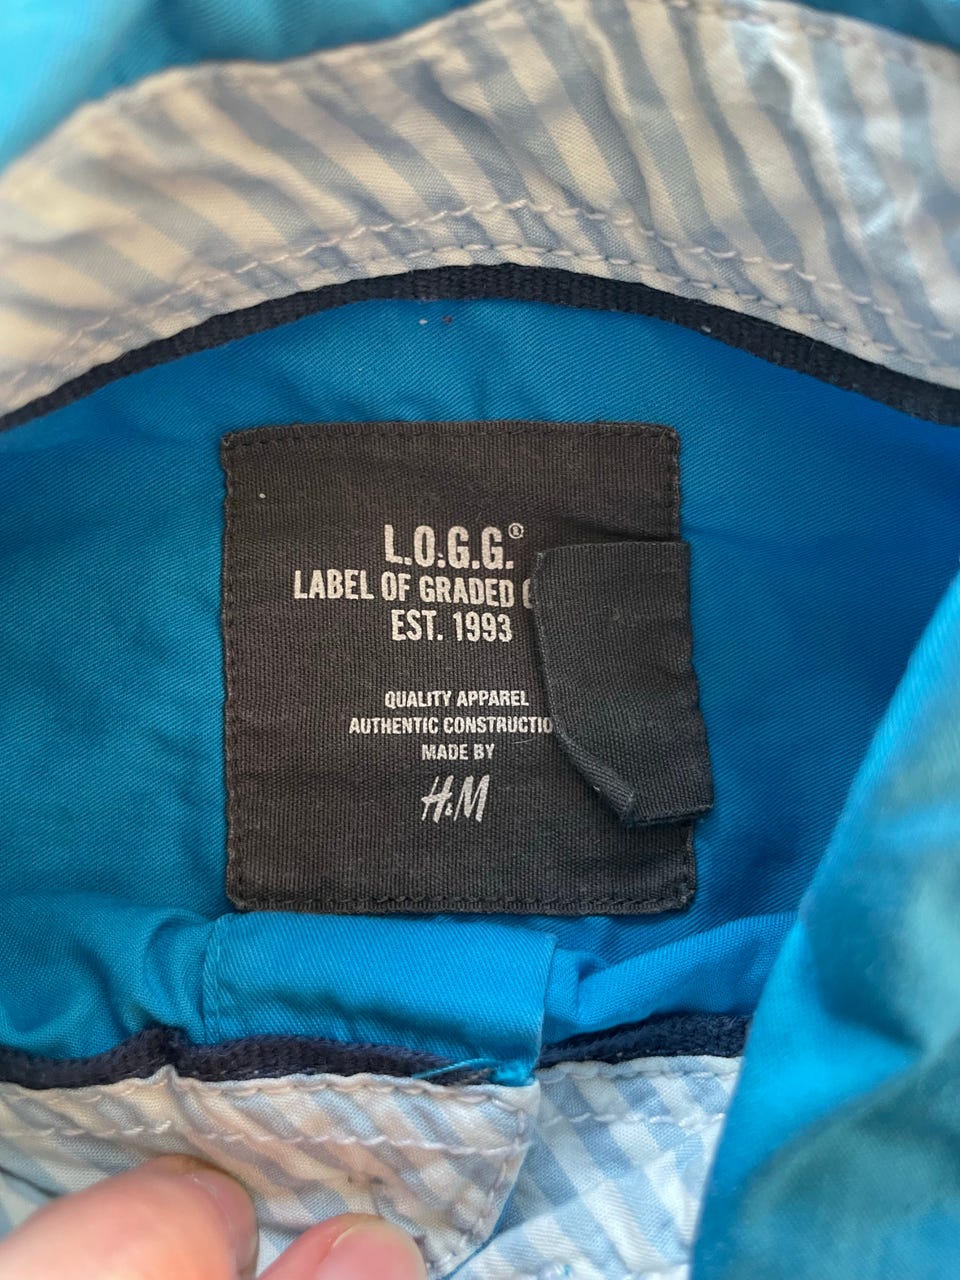 L.O.G.G.®
LABEL OF GRADED
EST. 1993
QUALITY APPAREL
AUTHENTIC CONSTRUCTIO
MADE BY
H&M